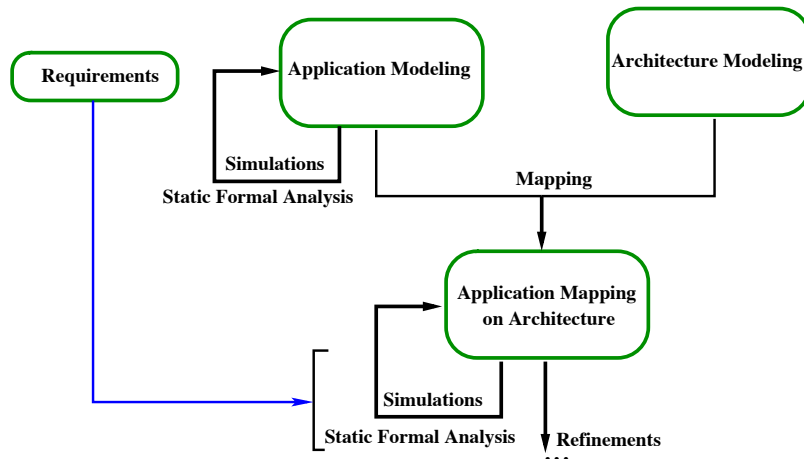 Requirements
Application Modeling
Architecture Modeling
Simulations
Static Formal Analysis
Mapping
Application Mapping
on Architecture
Simulations
Static Formal Analysis
Refinements
...